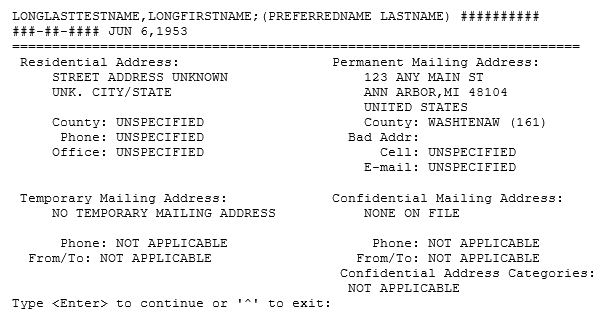 LONGLASTTESTNAME,LONGFIRSTNAME;(PREFERREDNAME LASTNAME) ##########
###-##-#### JUN 6,1953
=========================================================================
Residential Address: Permanent Mailing Address:
STREET ADDRESS UNKNOWN 123 ANY MAIN ST
UNK. CITY/STATE ANN ARBOR,MI 48104
UNITED STATES
County: UNSPECIFIED County: WASHTENAW (161)
Phone: UNSPECIFIED Bad Addr:
Office: UNSPECIFIED Cell: UNSPECIFIED
E-mail: UNSPECIFIED
Temporary Mailing Address: Confidential Mailing Address:
NO TEMPORARY MAILING ADDRESS NONE ON FILE
Phone: NOT APPLICABLE Phone: NOT APPLICABLE
From/To: NOT APPLICABLE From/To: NOT APPLICABLE
Confidential Address Categories:
NOT APPLICABLE
Type <Enter> to continue or '^' to exit: